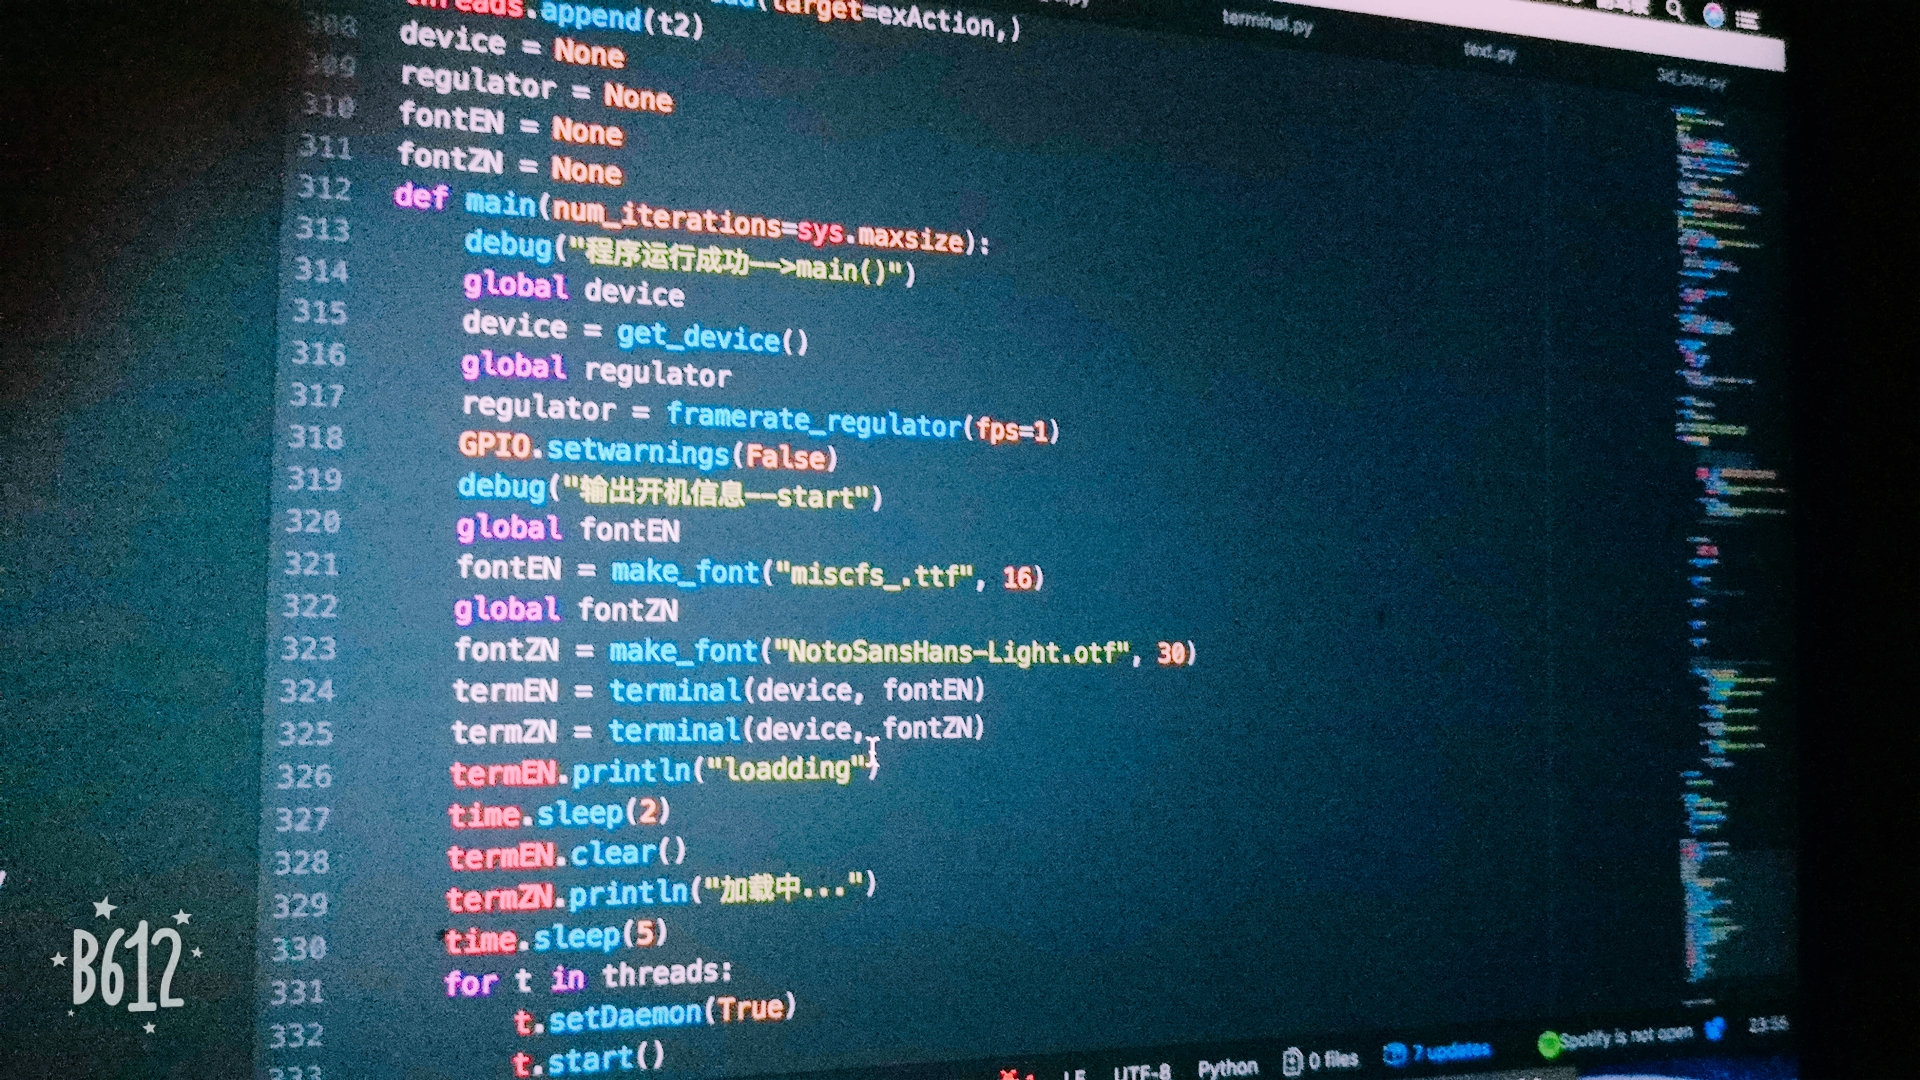 terminal.py
text.py
3d_box.py
threads.append(t2)
(target=exAction,)
308 device = None
309 regulator = None
310 fontEN = None
311 fontZN = None
312 def main(num_iterations=sys.maxsize):
313 debug("程序运行成功——>main()")
314 global device
315 device = get_device()
316 global regulator
317 regulator = framerate_regulator(fps=1)
318 GPIO.setwarnings(False)
319 debug("输出开机信息——start")
320 global fontEN
321 fontEN = make_font("miscfs_.ttf", 16)
322 global fontZN
323 fontZN = make_font("NotoSansHans-Light.otf", 30)
324 termEN = terminal(device, fontEN)
325 termZN = terminal(device, fontZN)
326 termEN.println("loadding")
327 time.sleep(2)
328 termEN.clear()
329 termZN.println("加载中...")
330 time.sleep(5)
331 for t in threads:
332 t.setDaemon(True)
333 t.start()
LF UTF-8 Python 0 files 7 updates Spotify is not open 23:56
B612